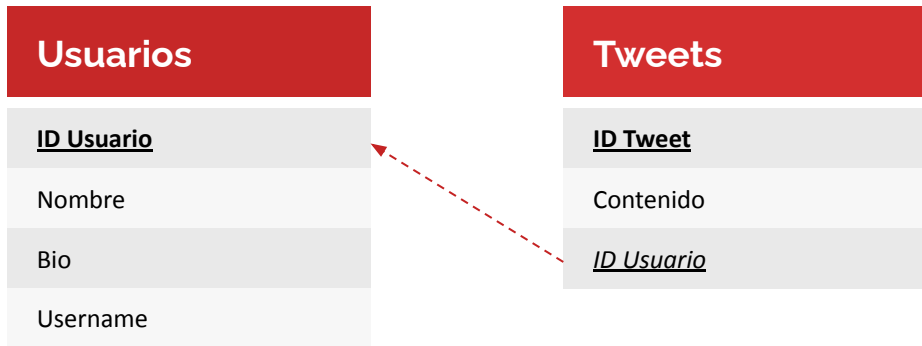 Usuarios
ID Usuario
Nombre
Bio
Username
Tweets
ID Tweet
Contenido
ID Usuario